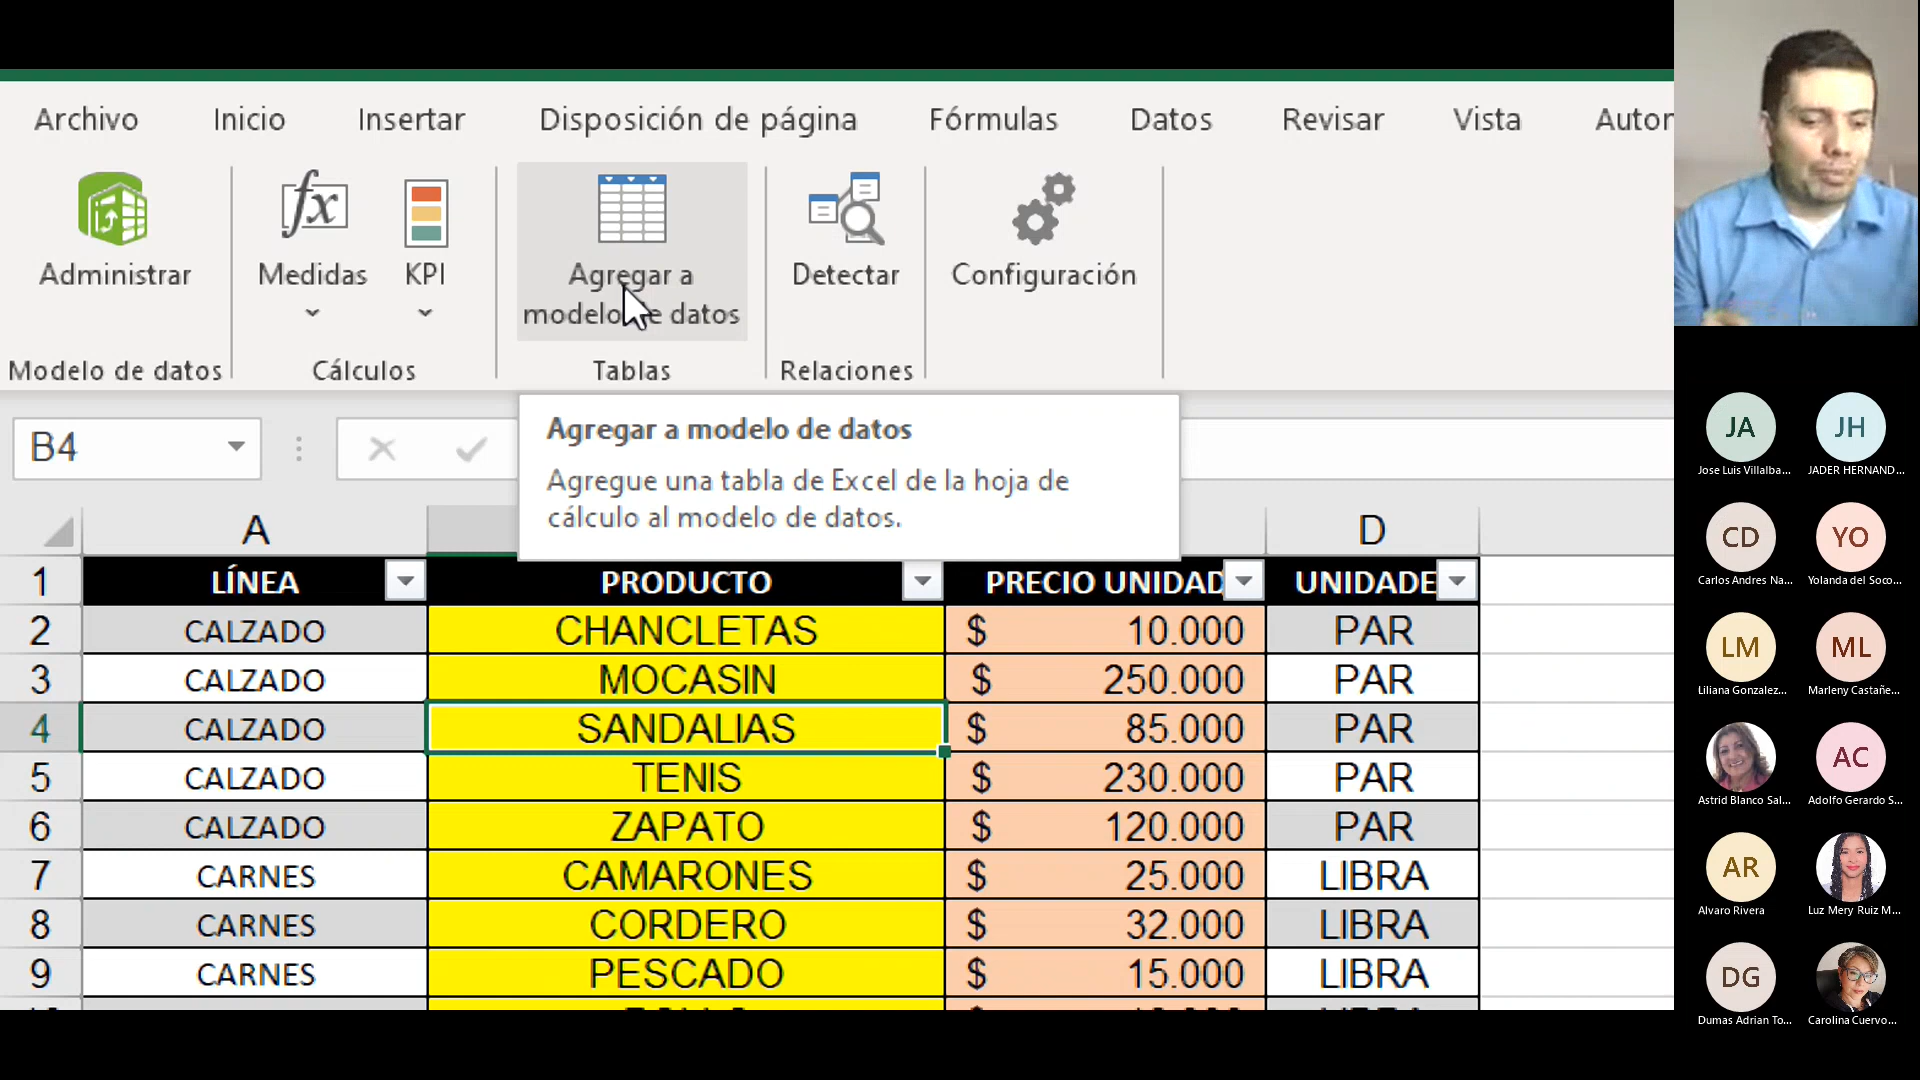 Archivo Inicio Insertar Disposición de página Fórmulas Datos Revisar Vista Autor
Administrar
Medidas
KPI
Agregar a
modelo de datos
Detectar
Configuración
Modelo de datos Cálculos Tablas Relaciones
B4
Agregar a modelo de datos
Agregue una tabla de Excel de la hoja de
cálculo al modelo de datos.
A D
1 LÍNEA PRODUCTO PRECIO UNIDAD UNIDADE
2 CALZADO CHANCLETAS $ 10.000 PAR
3 CALZADO MOCASIN $ 250.000 PAR
4 CALZADO SANDALIAS $ 85.000 PAR
5 CALZADO TENIS $ 230.000 PAR
6 CALZADO ZAPATO $ 120.000 PAR
7 CARNES CAMARONES $ 25.000 LIBRA
8 CARNES CORDERO $ 32.000 LIBRA
9 CARNES PESCADO $ 15.000 LIBRA
JA JH
Jose Luis Villalba... JADER HERNAND...
CD YO
Carlos Andres Na... Yolanda del Soco...
LM ML
Liliana Gonzalez... Marleny Castañe...
AC
Astrid Blanco Sal... Adolfo Gerardo S...
AR
Alvaro Rivera Luz Mery Ruiz M...
DG
Dumas Adrian To... Carolina Cuervo...